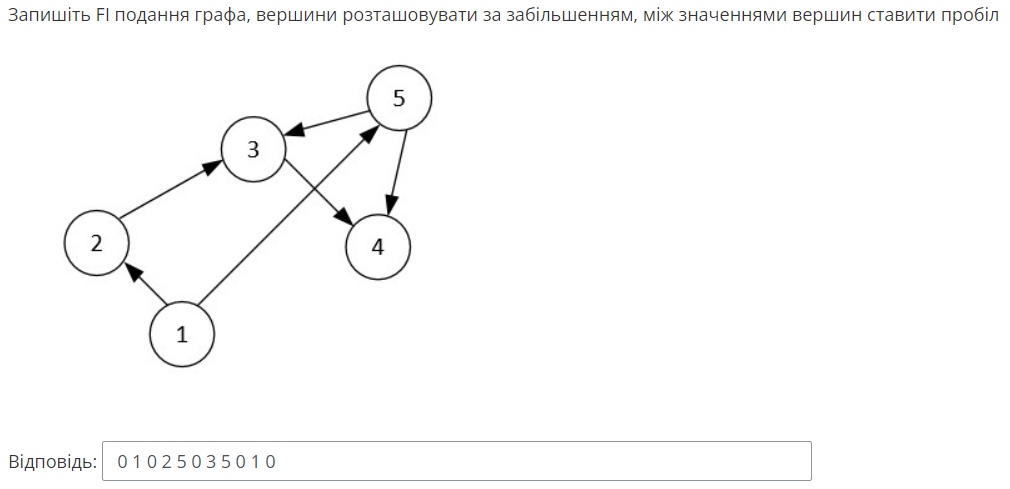 Запишіть FI подання графа, вершини розташовувати за забільшенням, між значеннями вершин ставити пробіл
5
3
2
4
1
Відповідь: 0 1 0 2 5 0 3 5 0 1 0